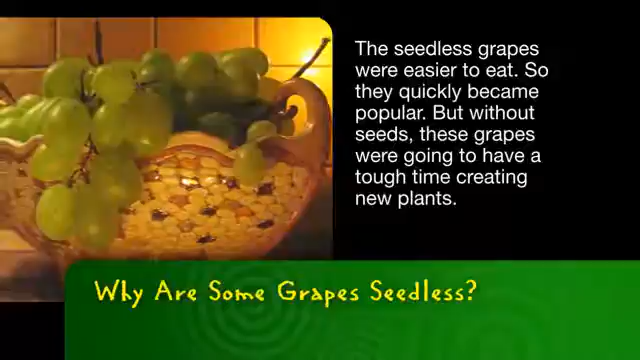 The seedless grapes
were easier to eat. So
they quickly became
popular. But without
seeds, these grapes
were going to have a
tough time creating
new plants.
Why Are Some Grapes Seedless?